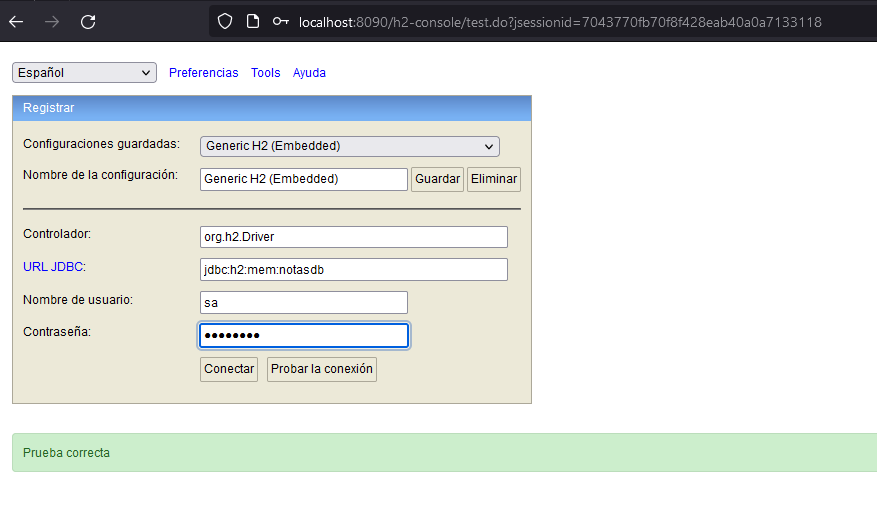 localhost:8090/h2-console/test.do?jsessionid=7043770fb70f8f428eab40a0a7133118
Español Preferencias Tools Ayuda
Registrar
Configuraciones guardadas: Generic H2 (Embedded)
Nombre de la configuración: Generic H2 (Embedded) Guardar Eliminar
Controlador: org.h2.Driver
URL JDBC: jdbc:h2:mem:notasdb
Nombre de usuario: sa
Contraseña: ●●●●●●●●
Conectar Probar la conexión
Prueba correcta